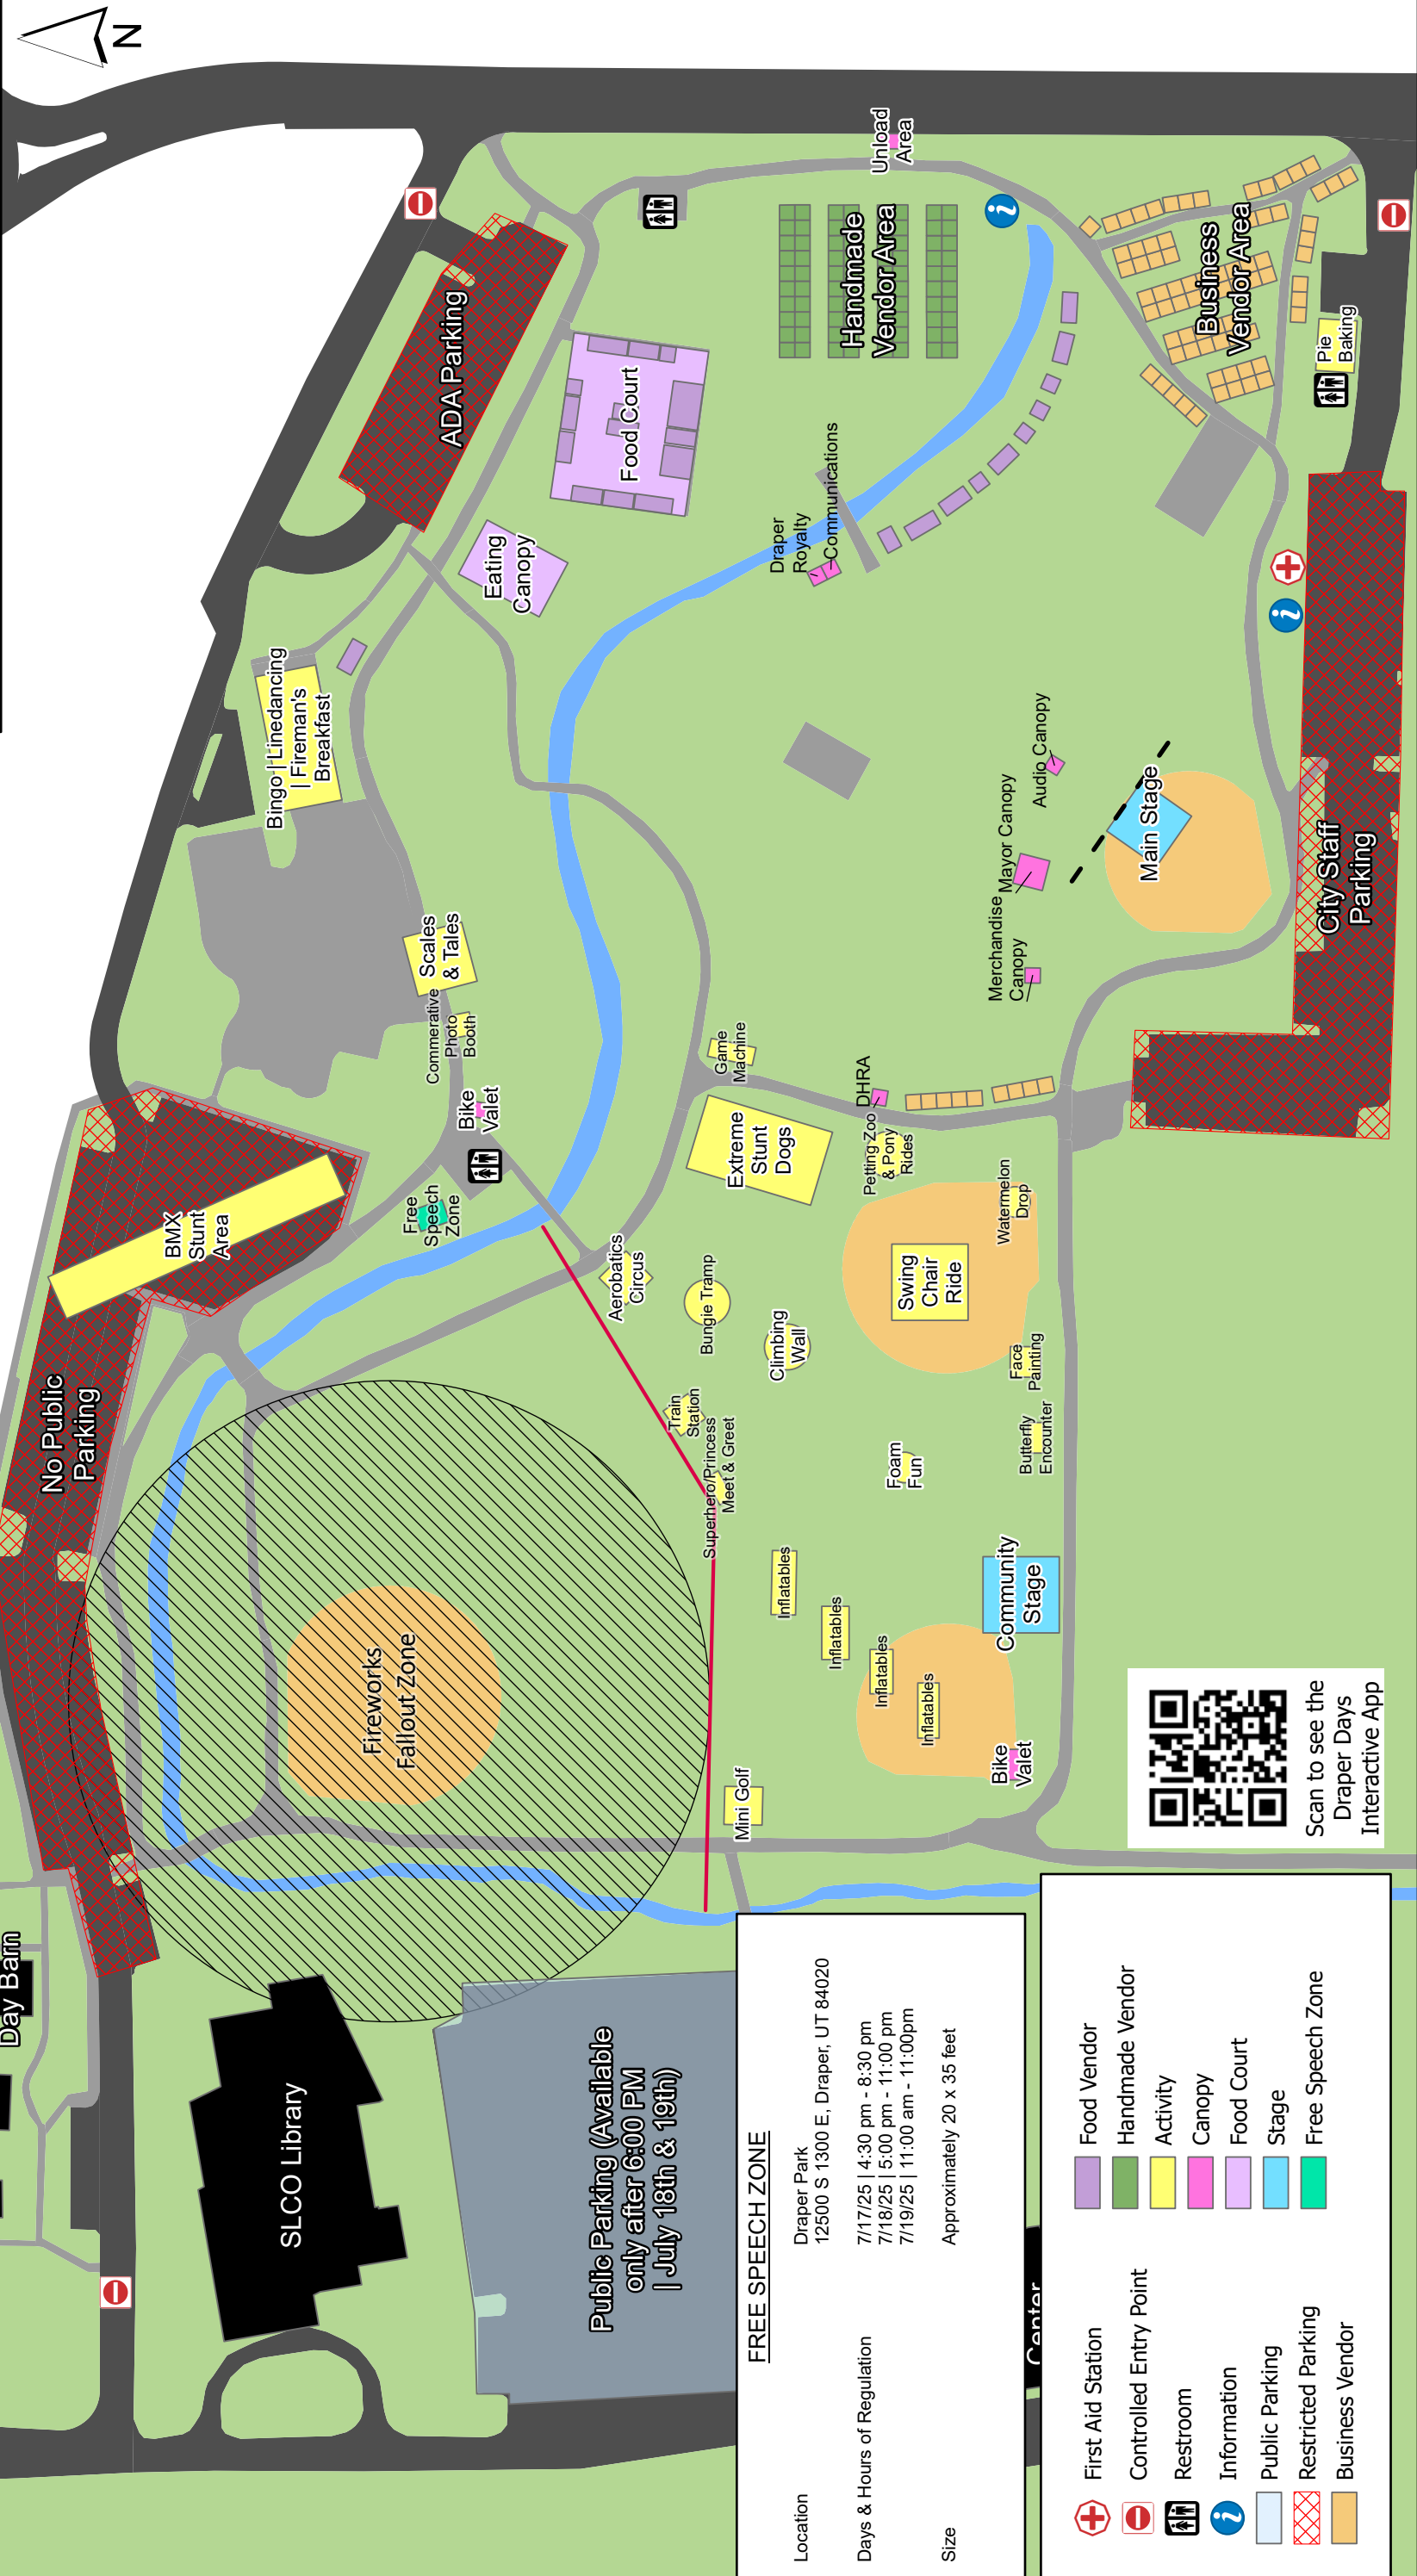 N
Day Barn
No Public
Parking
BMX
Stunt
Area
Bingo | Linedancing
| Fireman's
Breakfast
ADA Parking
SLCO Library
Fireworks
Fallout Zone
Free
Speech
Zone
Bike
Valet
Commerative
Photo
Booth
Scales
& Tales
Eating
Canopy
Food Court
Public Parking (Available
only after 6:00 PM
| July 18th & 19th)
Aerobatics
Circus
Train
Station
Superhero/Princess
Meet & Greet
Bungie Tramp
Extreme
Stunt
Dogs
Game
Machine
Mini Golf
Inflatables
Inflatables
Inflatables
Inflatables
Climbing
Wall
Draper
Royalty
Communications
Handmade
Vendor Area
Unload
Area
DHRA
Petting Zoo
& Pony
Rides
Swing
Chair
Ride
Foam
Fun
Watermelon
Drop
Face
Painting
Butterfly
Encounter
Community
Stage
Bike
Valet
Merchandise
Canopy
Mayor Canopy
Audio Canopy
Main Stage
Business
Vendor Area
Pie
Baking
City Staff
Parking
FREE SPEECH ZONE
Location
Draper Park
12500 S 1300 E, Draper, UT 84020
Days & Hours of Regulation
7/17/25 | 4:30 pm - 8:30 pm
7/18/25 | 5:00 pm - 11:00 pm
7/19/25 | 11:00 am - 11:00pm
Size
Approximately 20 x 35 feet
Center
First Aid Station
Controlled Entry Point
Restroom
Information
Public Parking
Restricted Parking
Business Vendor
Food Vendor
Handmade Vendor
Activity
Canopy
Food Court
Stage
Free Speech Zone
Scan to see the
Draper Days
Interactive App